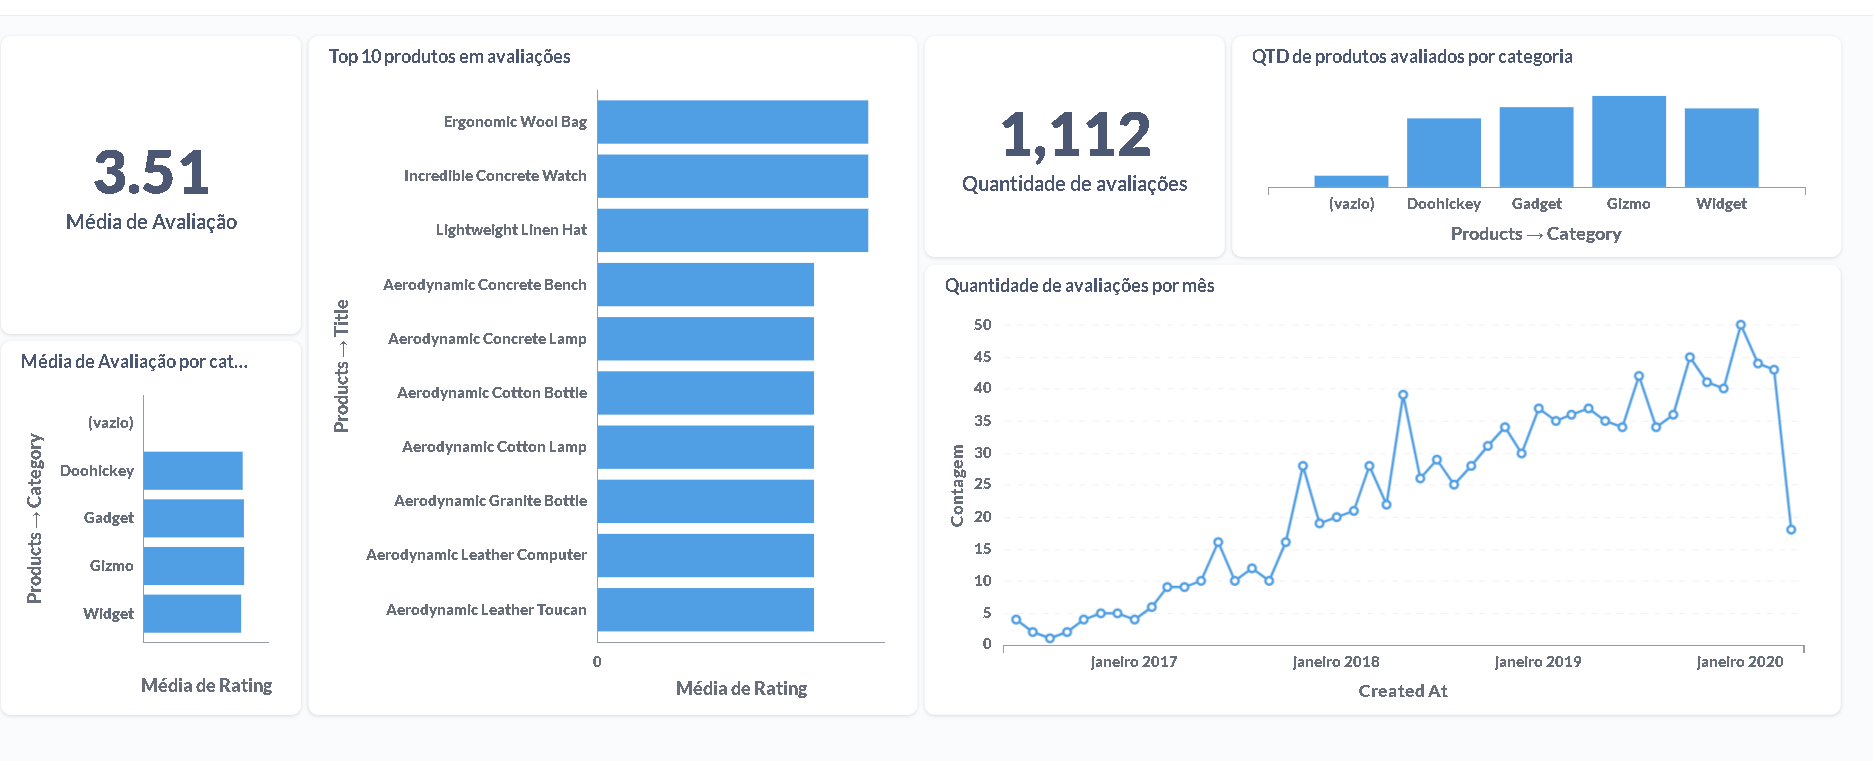 3.51
Média de Avaliação
Média de Avaliação por cat...
Products → Category
(vazio)
Doohickey
Gadget
Gizmo
Widget
Média de Rating
Top 10 produtos em avaliações
Products → Title
Ergonomic Wool Bag
Incredible Concrete Watch
Lightweight Linen Hat
Aerodynamic Concrete Bench
Aerodynamic Concrete Lamp
Aerodynamic Cotton Bottle
Aerodynamic Cotton Lamp
Aerodynamic Granite Bottle
Aerodynamic Leather Computer
Aerodynamic Leather Toucan
0
Média de Rating
1,112
Quantidade de avaliações
QTD de produtos avaliados por categoria
(vazio) Doohickey Gadget Gizmo Widget
Products → Category
Quantidade de avaliações por mês
Contagem
50
45
40
35
30
25
20
15
10
5
0
janeiro 2017 janeiro 2018 janeiro 2019 janeiro 2020
Created At